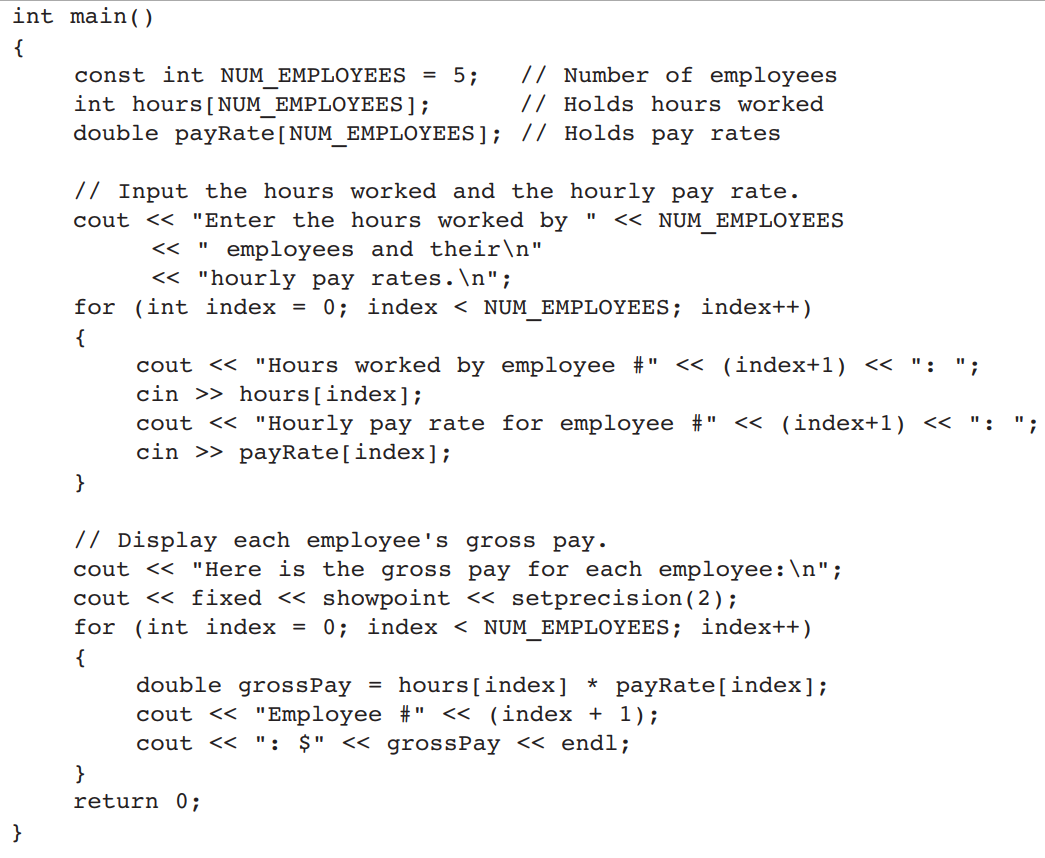 int main()
{
    const int NUM_EMPLOYEES = 5;   // Number of employees
    int hours[NUM_EMPLOYEES];      // Holds hours worked
    double payRate[NUM_EMPLOYEES]; // Holds pay rates

    // Input the hours worked and the hourly pay rate.
    cout << "Enter the hours worked by " << NUM_EMPLOYEES
         << " employees and their\n"
         << "hourly pay rates.\n";
    for (int index = 0; index < NUM_EMPLOYEES; index++)
    {
        cout << "Hours worked by employee #" << (index+1) << ": ";
        cin >> hours[index];
        cout << "Hourly pay rate for employee #" << (index+1) << ": ";
        cin >> payRate[index];
    }

    // Display each employee's gross pay.
    cout << "Here is the gross pay for each employee:\n";
    cout << fixed << showpoint << setprecision(2);
    for (int index = 0; index < NUM_EMPLOYEES; index++)
    {
        double grossPay = hours[index] * payRate[index];
        cout << "Employee #" << (index + 1);
        cout << ": $" << grossPay << endl;
    }
    return 0;
}